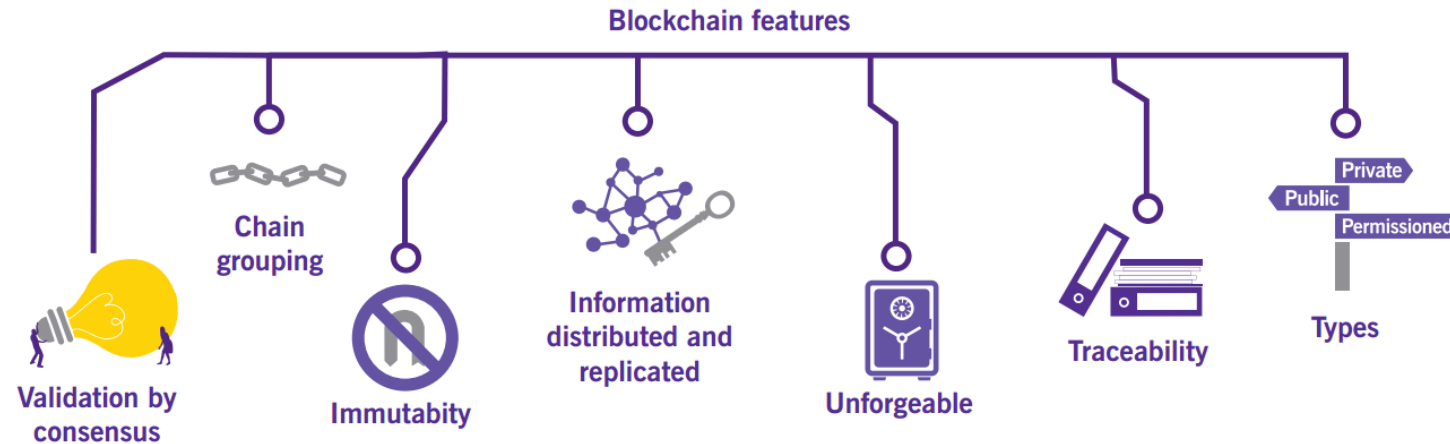 Blockchain features
Validation by
consensus
Chain
grouping
Immutabity
Information
distributed and
replicated
Unforgeable
Traceability
Private
Public
Permissioned
Types